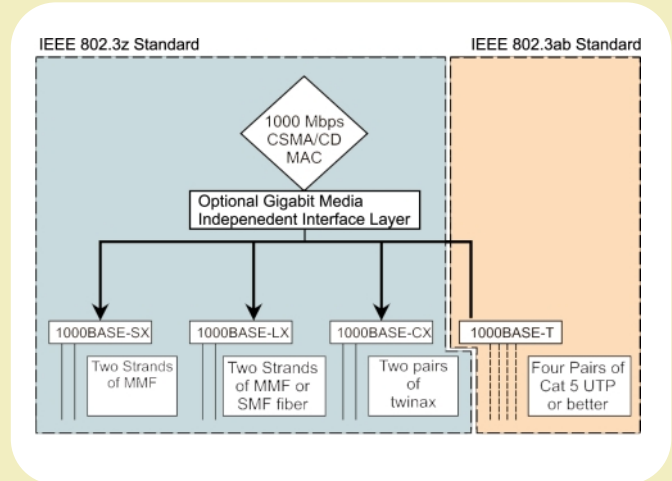 IEEE 802.3z Standard
IEEE 802.3ab Standard
1000 Mbps
CSMA/CD
MAC
Optional Gigabit Media
Indepenedent Interface Layer
1000BASE-SX
1000BASE-LX
1000BASE-CX
1000BASE-T
Two Strands
of MMF
Two Strands
of MMF or
SMF fiber
Two pairs
of
twinax
Four Pairs of
Cat 5 UTP
or better